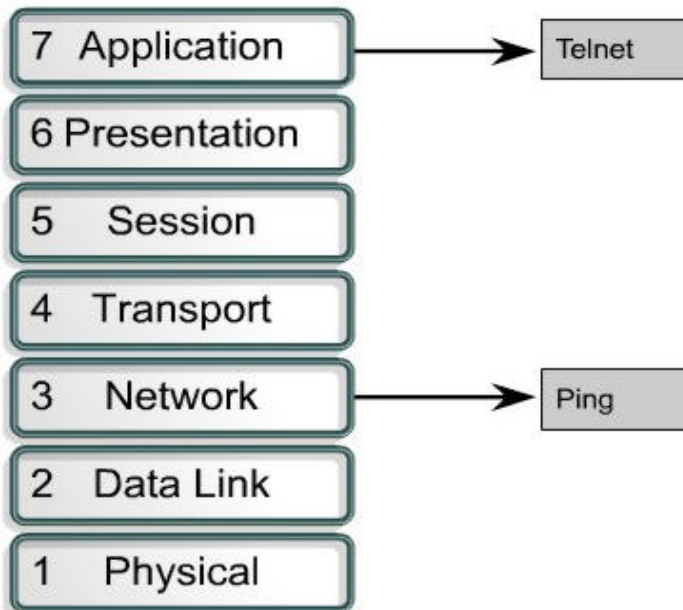 7 Application
Telnet
6 Presentation
5 Session
4 Transport
3 Network
Ping
2 Data Link
1 Physical